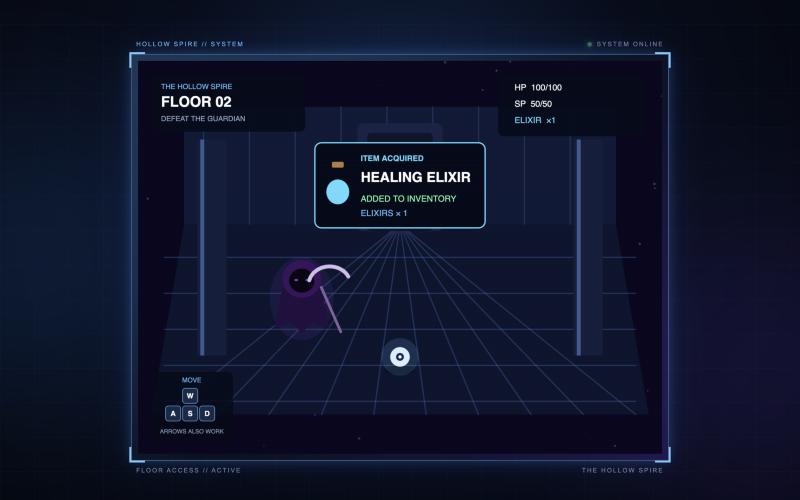 HOLLOW SPIRE // SYSTEM
SYSTEM ONLINE
THE HOLLOW SPIRE
FLOOR 02
DEFEAT THE GUARDIAN
HP 100/100
SP 50/50
ELIXIR ×1
ITEM ACQUIRED
HEALING ELIXIR
ADDED TO INVENTORY
ELIXIRS × 1
MOVE
W
A S D
ARROWS ALSO WORK
FLOOR ACCESS // ACTIVE
THE HOLLOW SPIRE